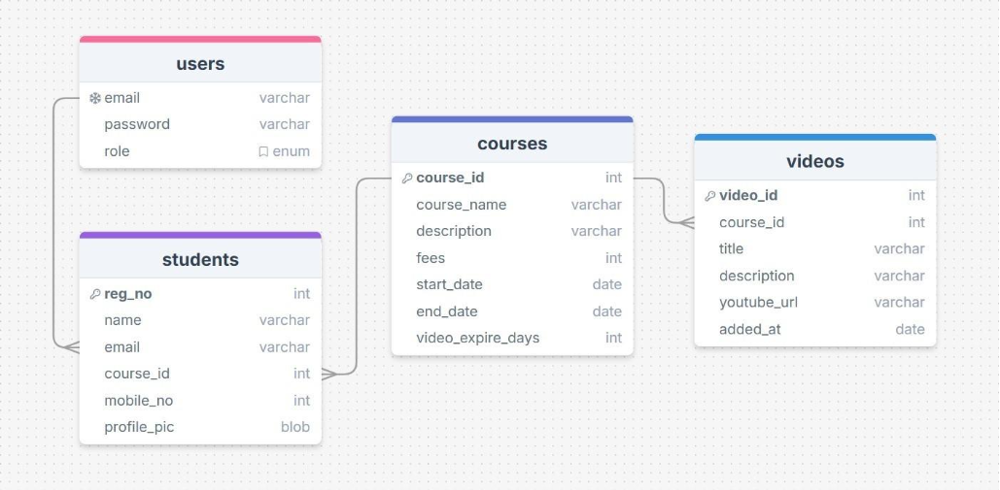 users
email varchar
password varchar
role enum
students
reg_no int
name varchar
email varchar
course_id int
mobile_no int
profile_pic blob
courses
course_id int
course_name varchar
description varchar
fees int
start_date date
end_date date
video_expire_days int
videos
video_id int
course_id int
title varchar
description varchar
youtube_url varchar
added_at date